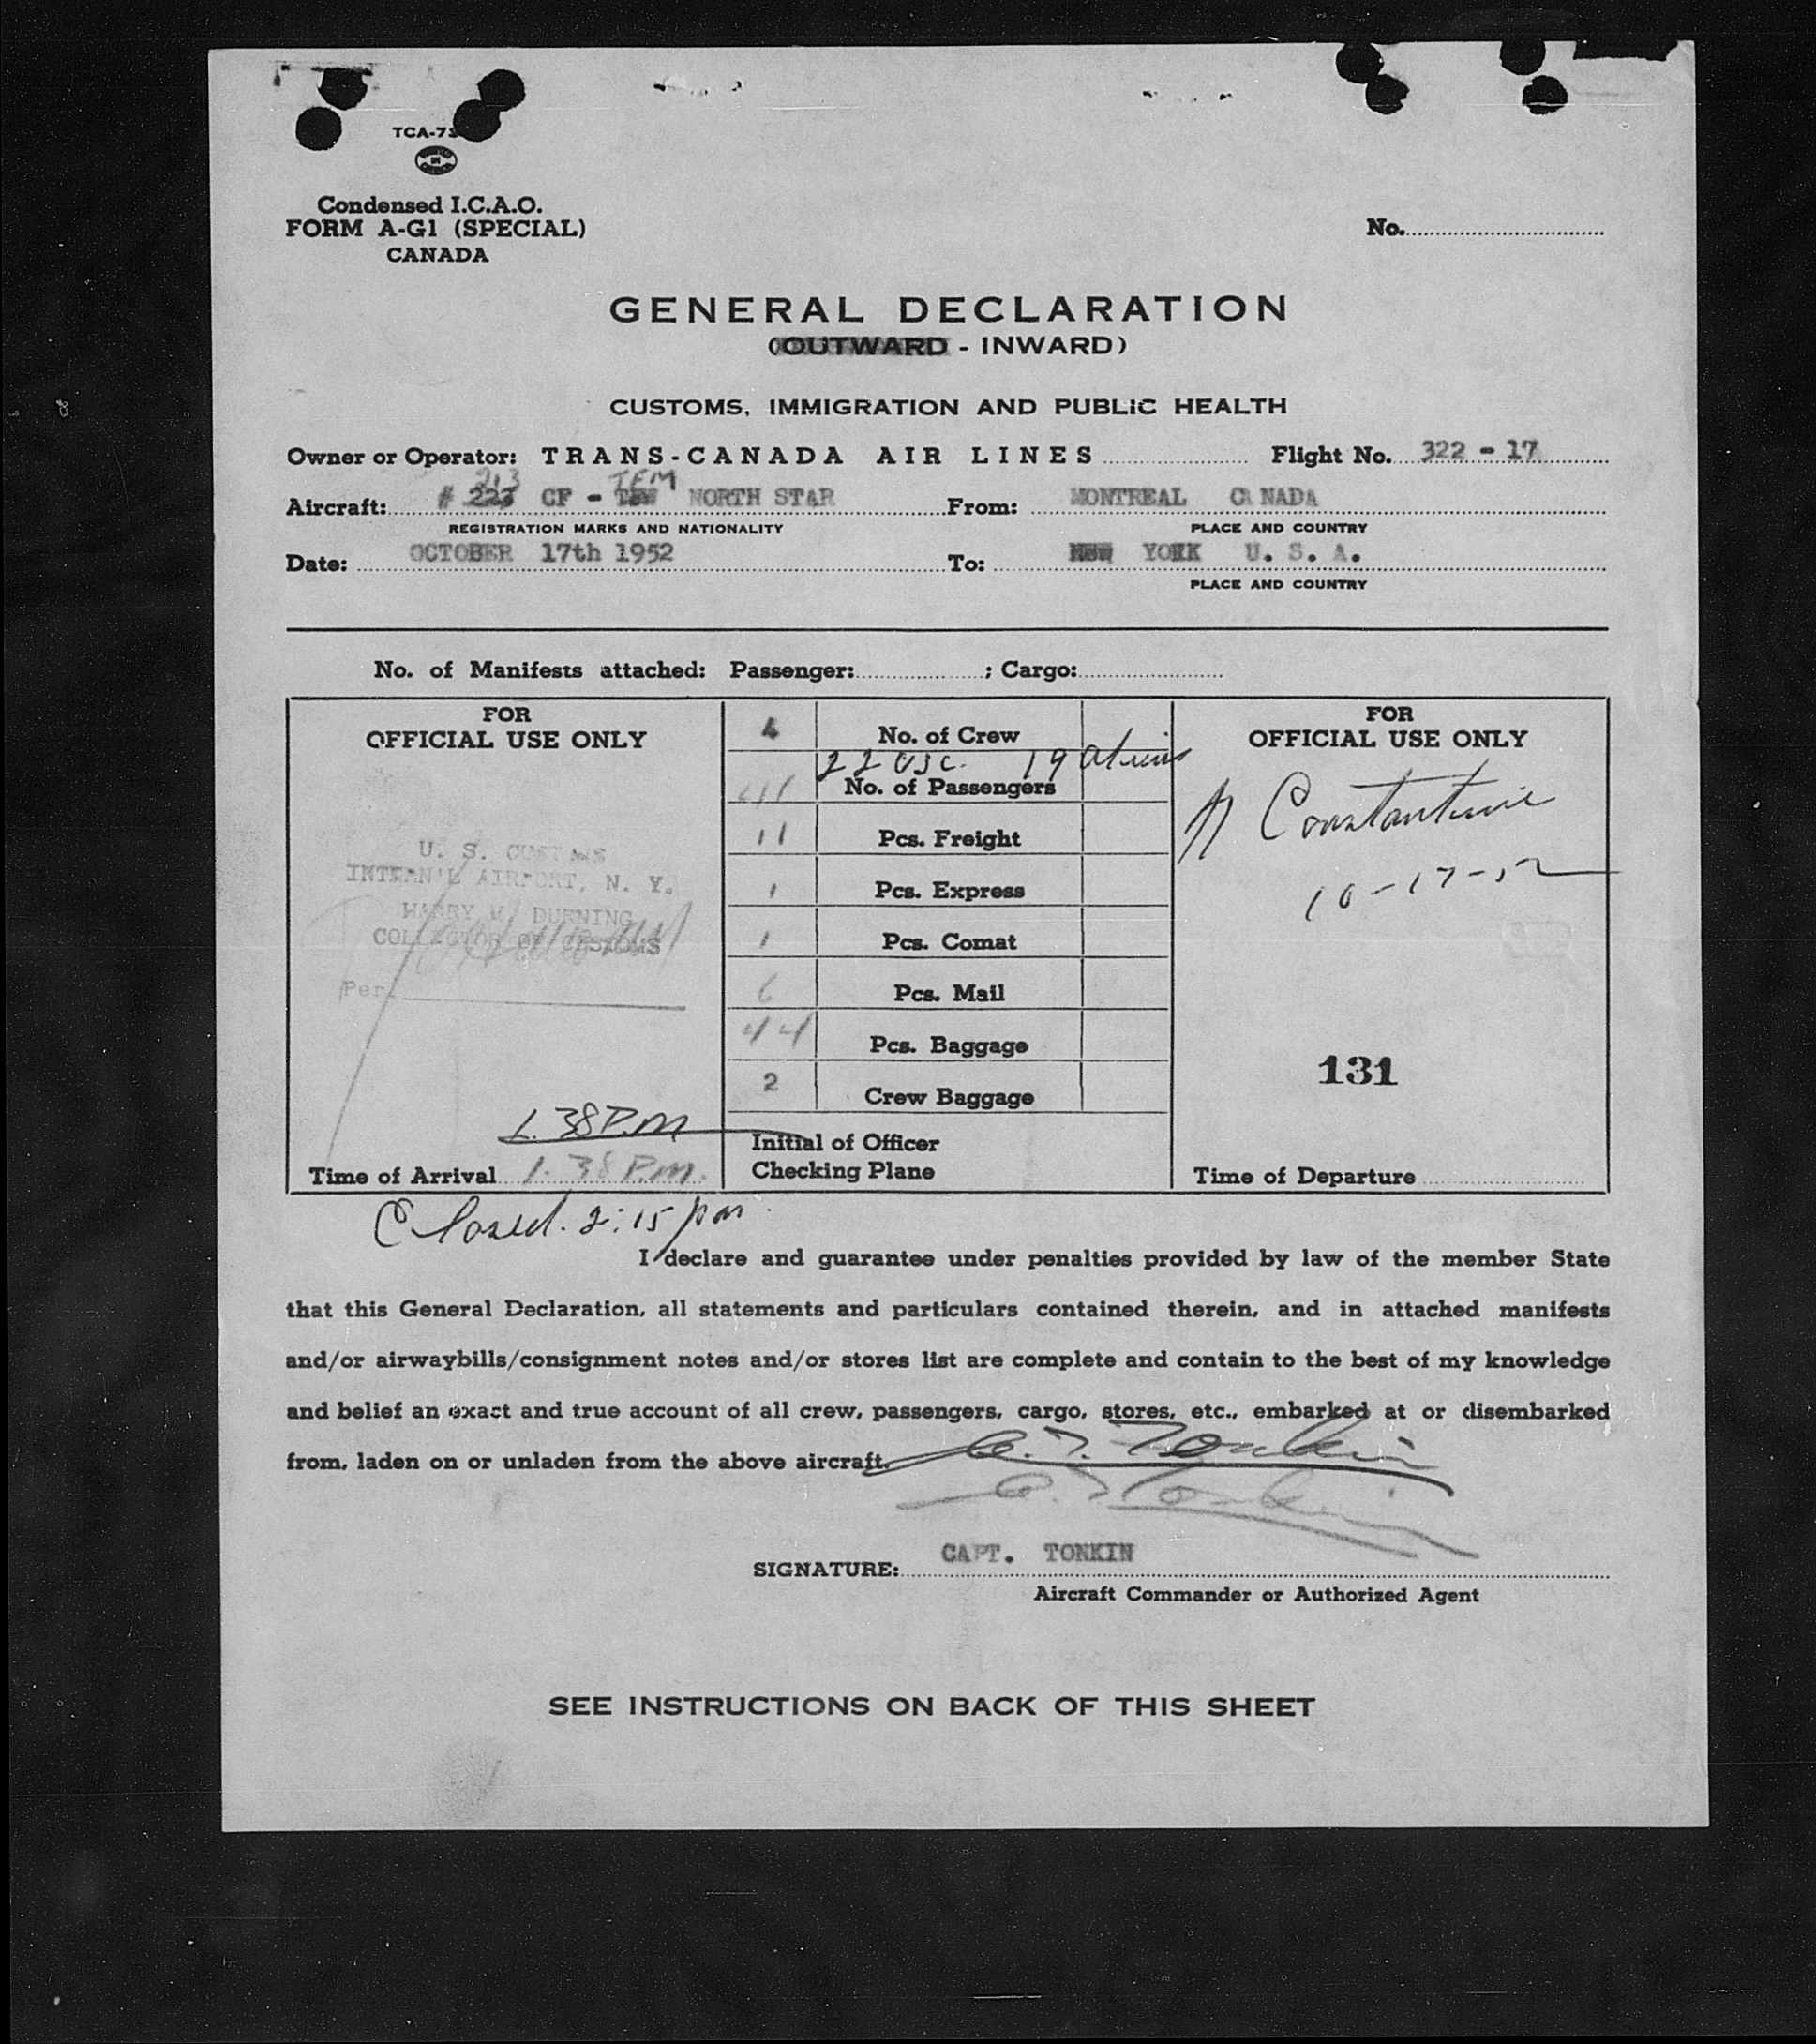 TCA-73
Condensed I.C.A.O.
FORM A-G1 (SPECIAL)
CANADA
No.
GENERAL DECLARATION
(OUTWARD - INWARD)
CUSTOMS, IMMIGRATION AND PUBLIC HEALTH
Owner or Operator: TRANS-CANADA AIR LINES Flight No. 322 - 17
213 TFM
Aircraft: # 223 CF - NORTH STAR From: MONTREAL CANADA
REGISTRATION MARKS AND NATIONALITY PLACE AND COUNTRY
Date: OCTOBER 17th 1952 To: NEW YORK U. S. A.
PLACE AND COUNTRY
No. of Manifests attached: Passenger: ; Cargo:
FOR
OFFICIAL USE ONLY
U. S. CUSTOMS
INTERN'L AIRPORT, N. Y.
HARRY M. DURNING
COLLECTOR OF CUSTOMS
Per.
1.38 P.M
Time of Arrival 1.38 P.M.
4 No. of Crew
22 USC. 19 Aliens
41 No. of Passengers
11 Pcs. Freight
1 Pcs. Express
1 Pcs. Comat
6 Pcs. Mail
44 Pcs. Baggage
2 Crew Baggage
Initial of Officer
Checking Plane
FOR
OFFICIAL USE ONLY
Constantine
10-17-52
131
Time of Departure
Closed. 2:15 pm
I declare and guarantee under penalties provided by law of the member State
that this General Declaration, all statements and particulars contained therein, and in attached manifests
and/or airwaybills/consignment notes and/or stores list are complete and contain to the best of my knowledge
and belief an exact and true account of all crew, passengers, cargo, stores, etc., embarked at or disembarked
from, laden on or unladen from the above aircraft.
Tonkin
Tonkin
SIGNATURE: CAPT. TONKIN
Aircraft Commander or Authorized Agent
SEE INSTRUCTIONS ON BACK OF THIS SHEET